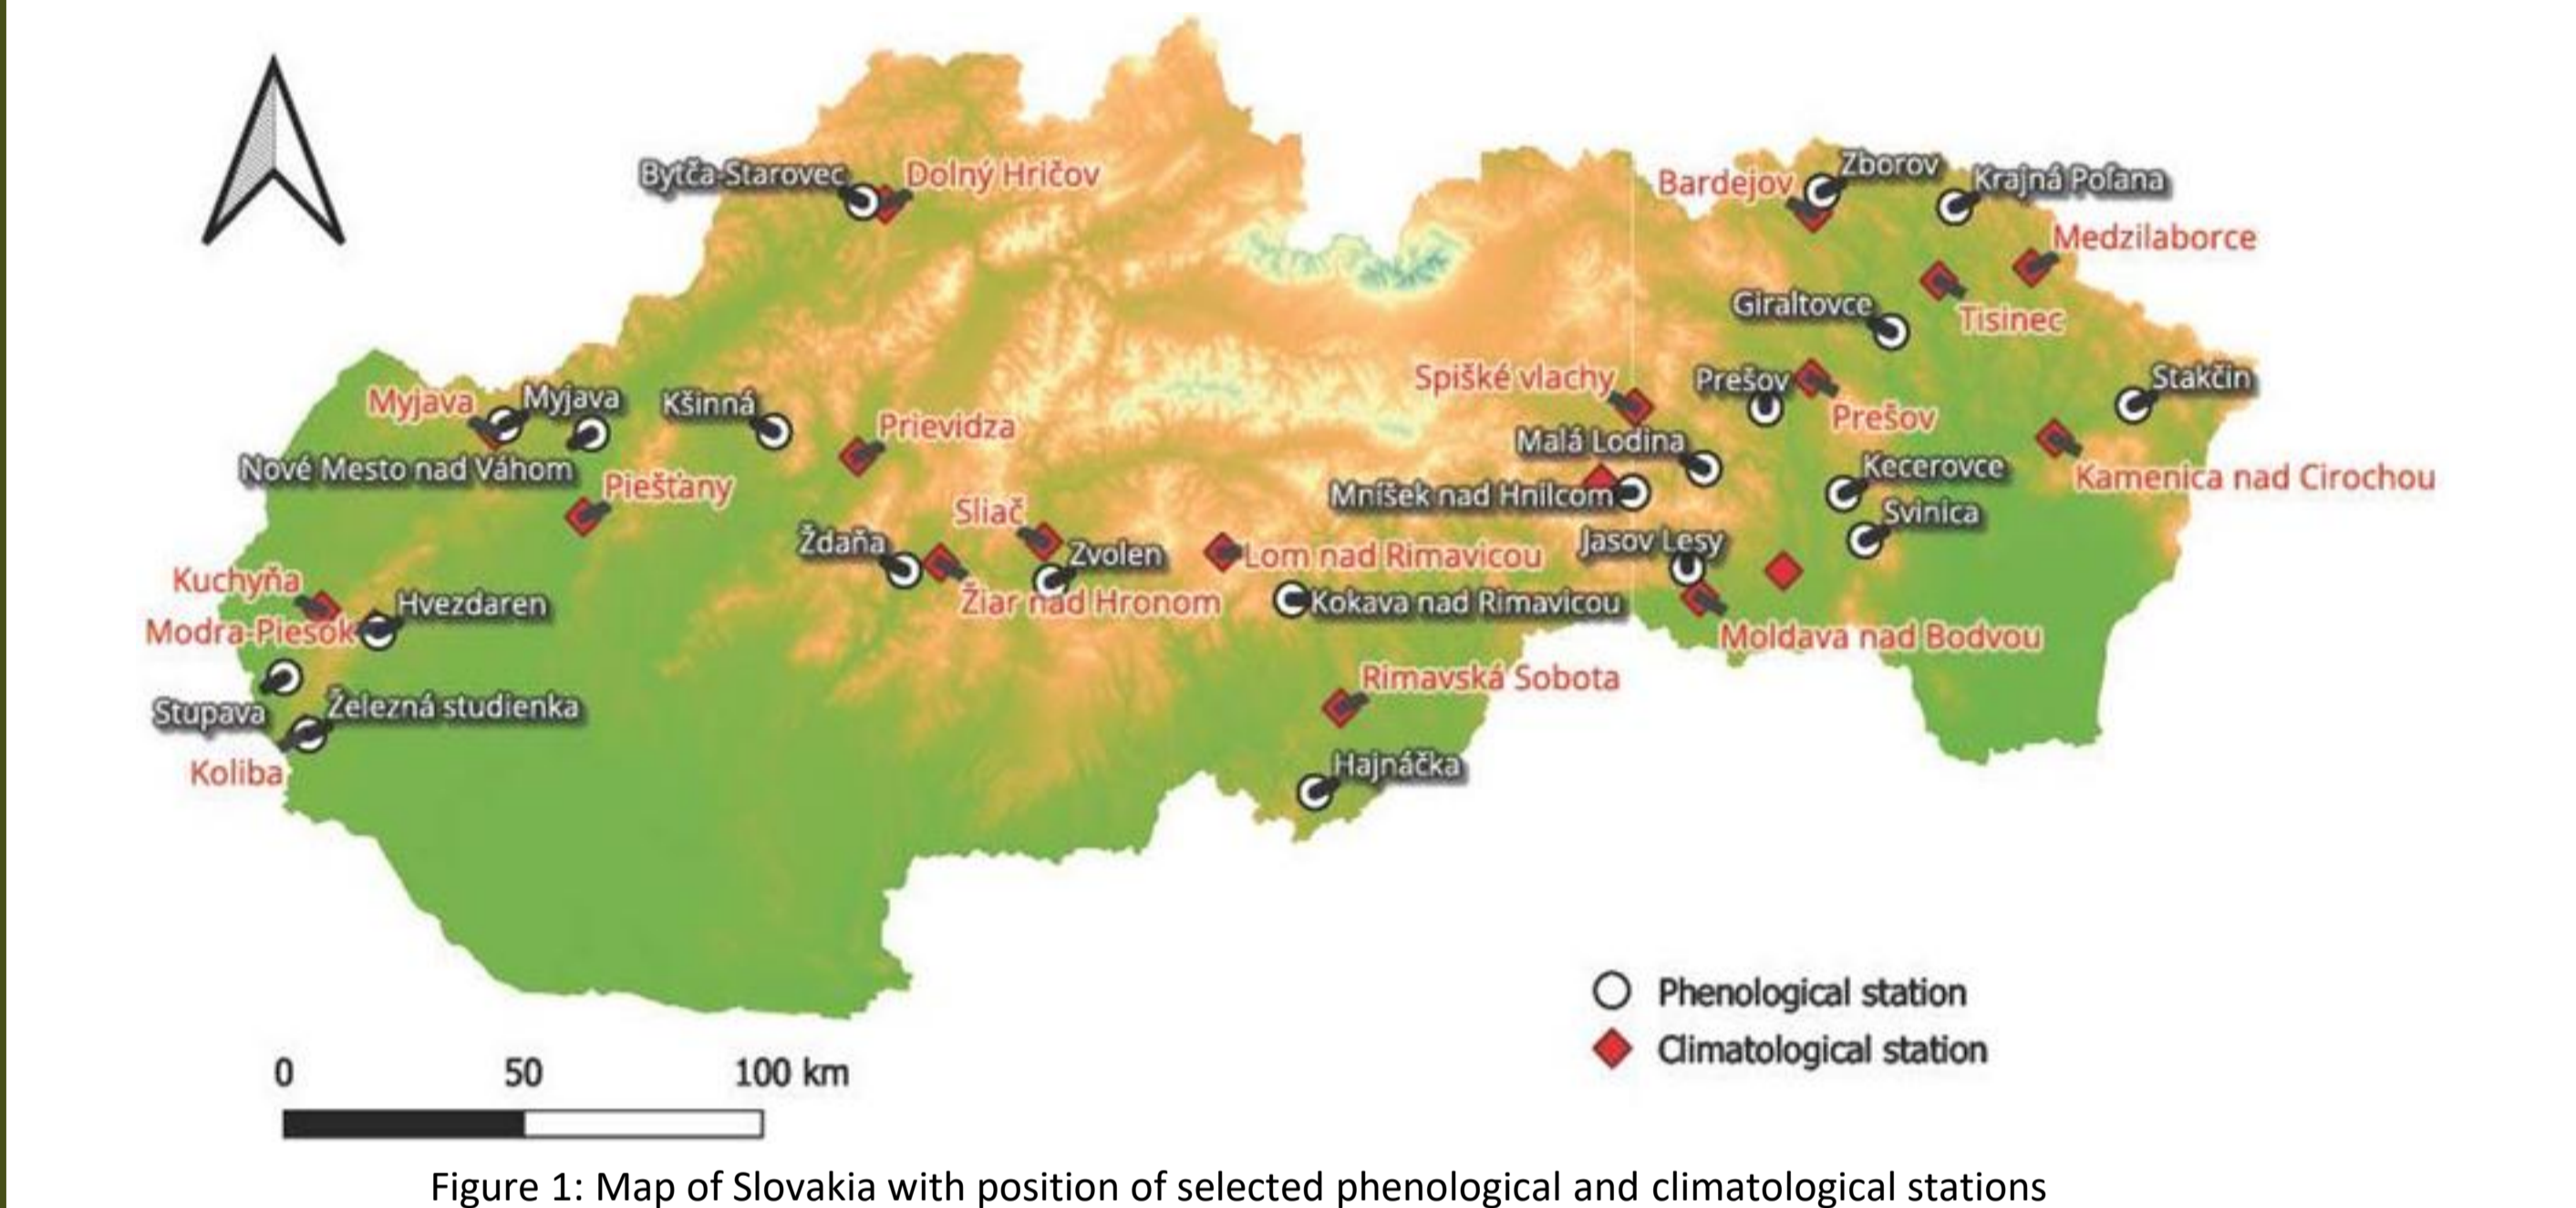 Bytča-Starovec
Dolný Hričov
Bardejov
Zborov
Krajná Poľana
Medzilaborce
Giraltovce
Tisinec
Spišké vlachy
Prešov
Stakčin
Myjava
Myjava
Kšinná
Prievidza
Prešov
Malá Lodina
Nové Mesto nad Váhom
Piešťany
Mníšek nad Hnilcom
Kecerovce
Kamenica nad Cirochou
Sliač
Svinica
Ždaňa
Zvolen
Lom nad Rimavicou
Jasov Lesy
Kuchyňa
Hvezdaren
Žiar nad Hronom
Kokava nad Rimavicou
Modra-Piesok
Moldava nad Bodvou
Rimavská Sobota
Stupava
Železná studienka
Koliba
Hajnáčka
Phenological station
Climatological station
0 50 100 km
Figure 1: Map of Slovakia with position of selected phenological and climatological stations